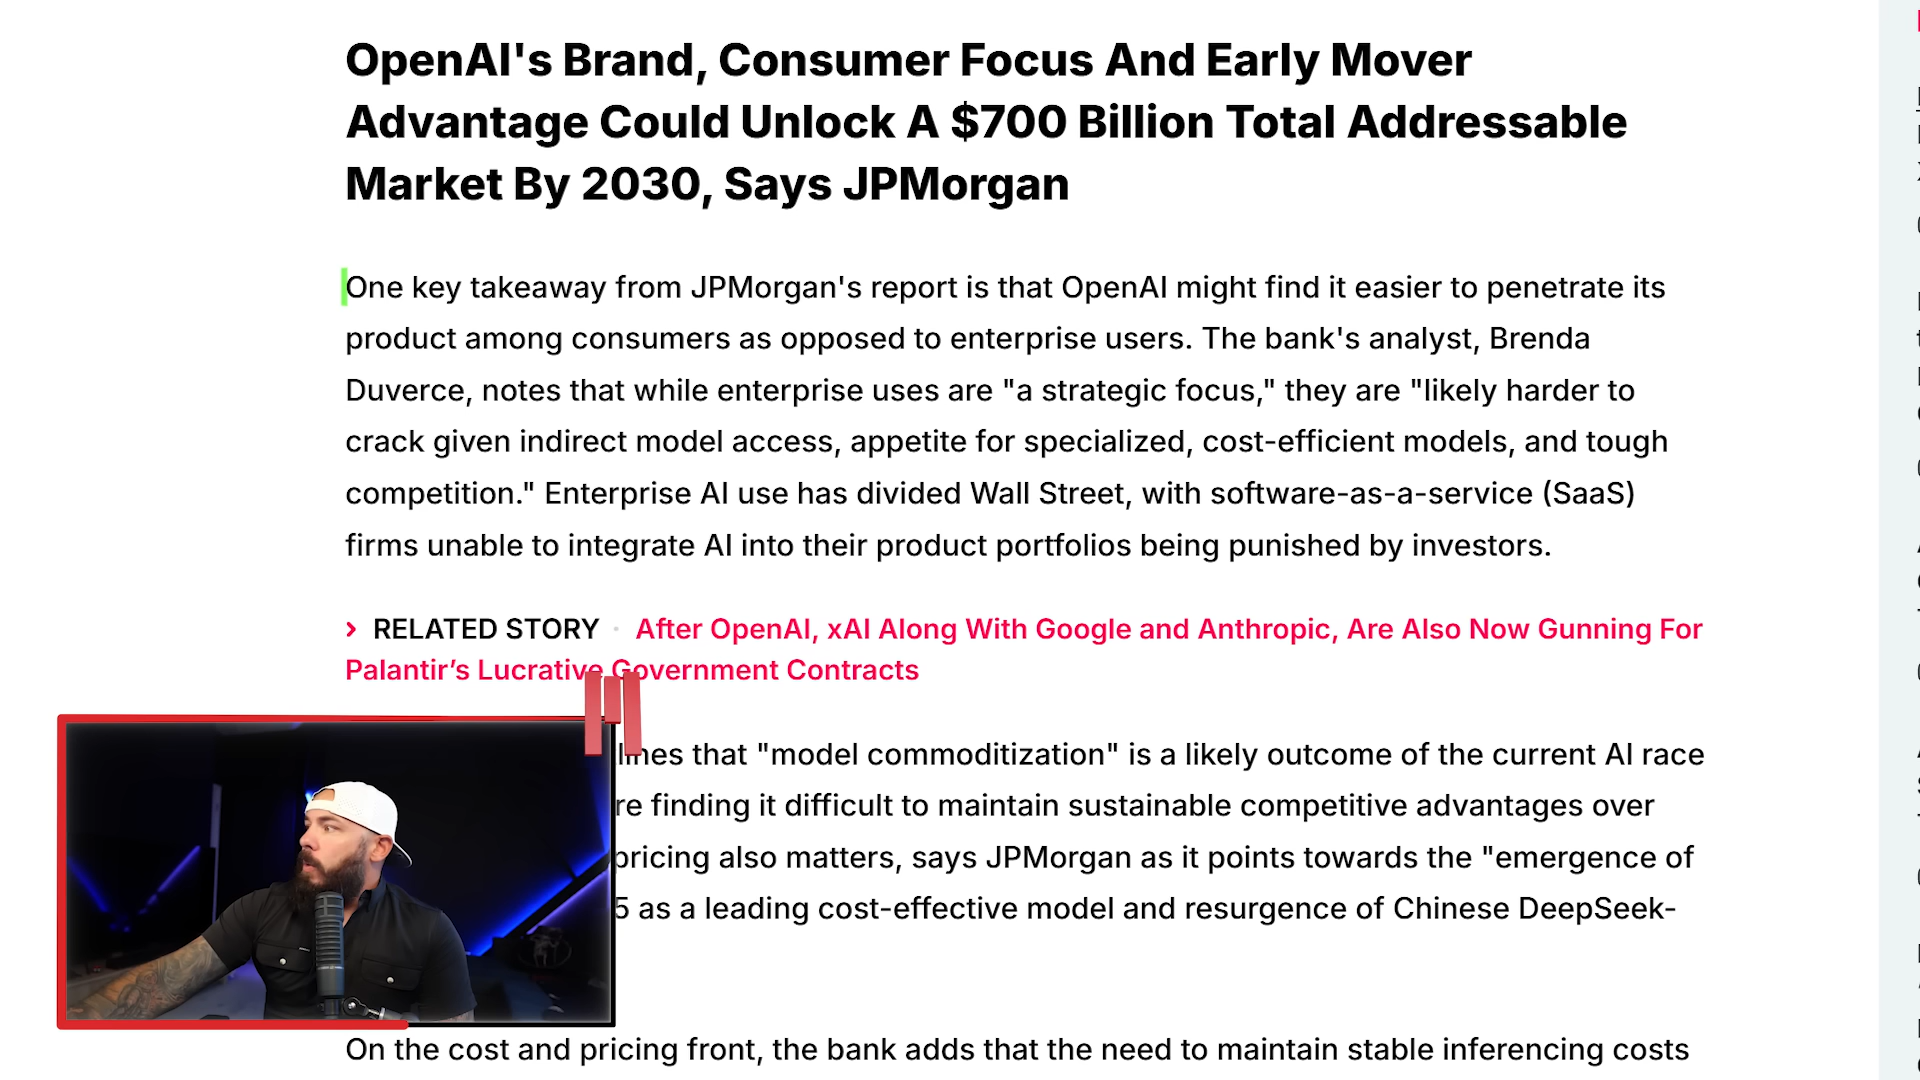 OpenAI's Brand, Consumer Focus And Early Mover
Advantage Could Unlock A $700 Billion Total Addressable
Market By 2030, Says JPMorgan
One key takeaway from JPMorgan's report is that OpenAI might find it easier to penetrate its
product among consumers as opposed to enterprise users. The bank's analyst, Brenda
Duverce, notes that while enterprise uses are "a strategic focus," they are "likely harder to
crack given indirect model access, appetite for specialized, cost-efficient models, and tough
competition." Enterprise AI use has divided Wall Street, with software-as-a-service (SaaS)
firms unable to integrate AI into their product portfolios being punished by investors.
› RELATED STORY · After OpenAI, xAI Along With Google and Anthropic, Are Also Now Gunning For
Palantir’s Lucrative Government Contracts
that "model commoditization" is a likely outcome of the current AI race
finding it difficult to maintain sustainable competitive advantages over
pricing also matters, says JPMorgan as it points towards the "emergence of
5 as a leading cost-effective model and resurgence of Chinese DeepSeek-
On the cost and pricing front, the bank adds that the need to maintain stable inferencing costs